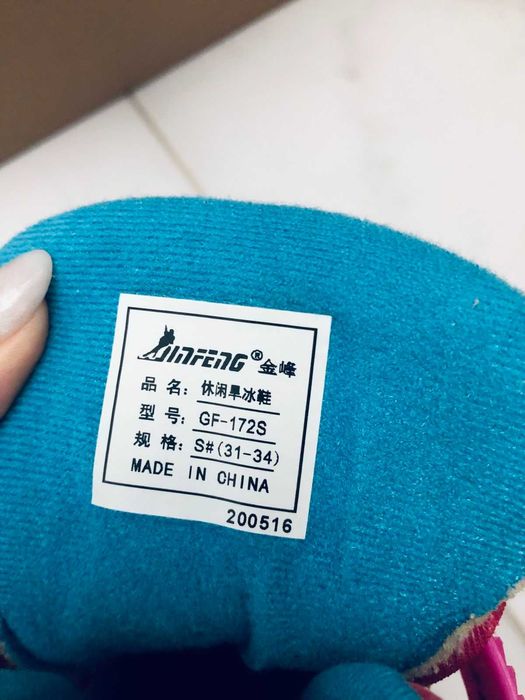 JINFENG® 金峰
品 名: 休闲旱冰鞋
型 号: GF-172S
规 格: S#(31-34)
MADE IN CHINA
200516